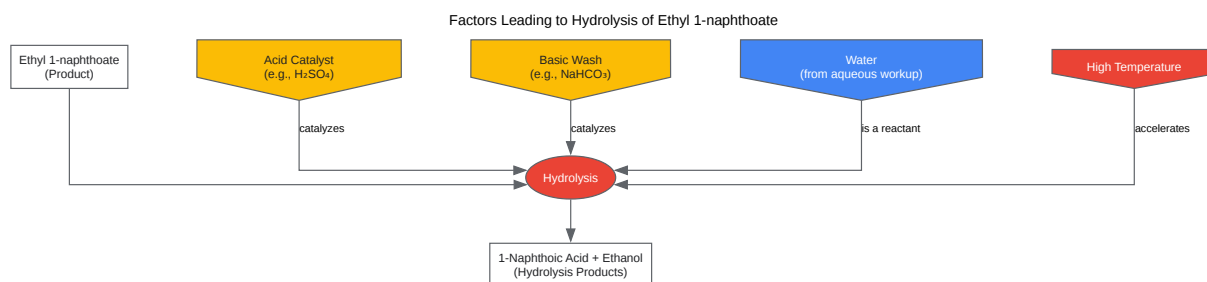 Factors Leading to Hydrolysis of Ethyl 1-naphthoate
Ethyl 1-naphthoate
(Product)
Acid Catalyst
(e.g., H₂SO₄)
Basic Wash
(e.g., NaHCO₃)
Water
(from aqueous workup)
High Temperature
catalyzes
catalyzes
is a reactant
accelerates
Hydrolysis
1-Naphthoic Acid + Ethanol
(Hydrolysis Products)